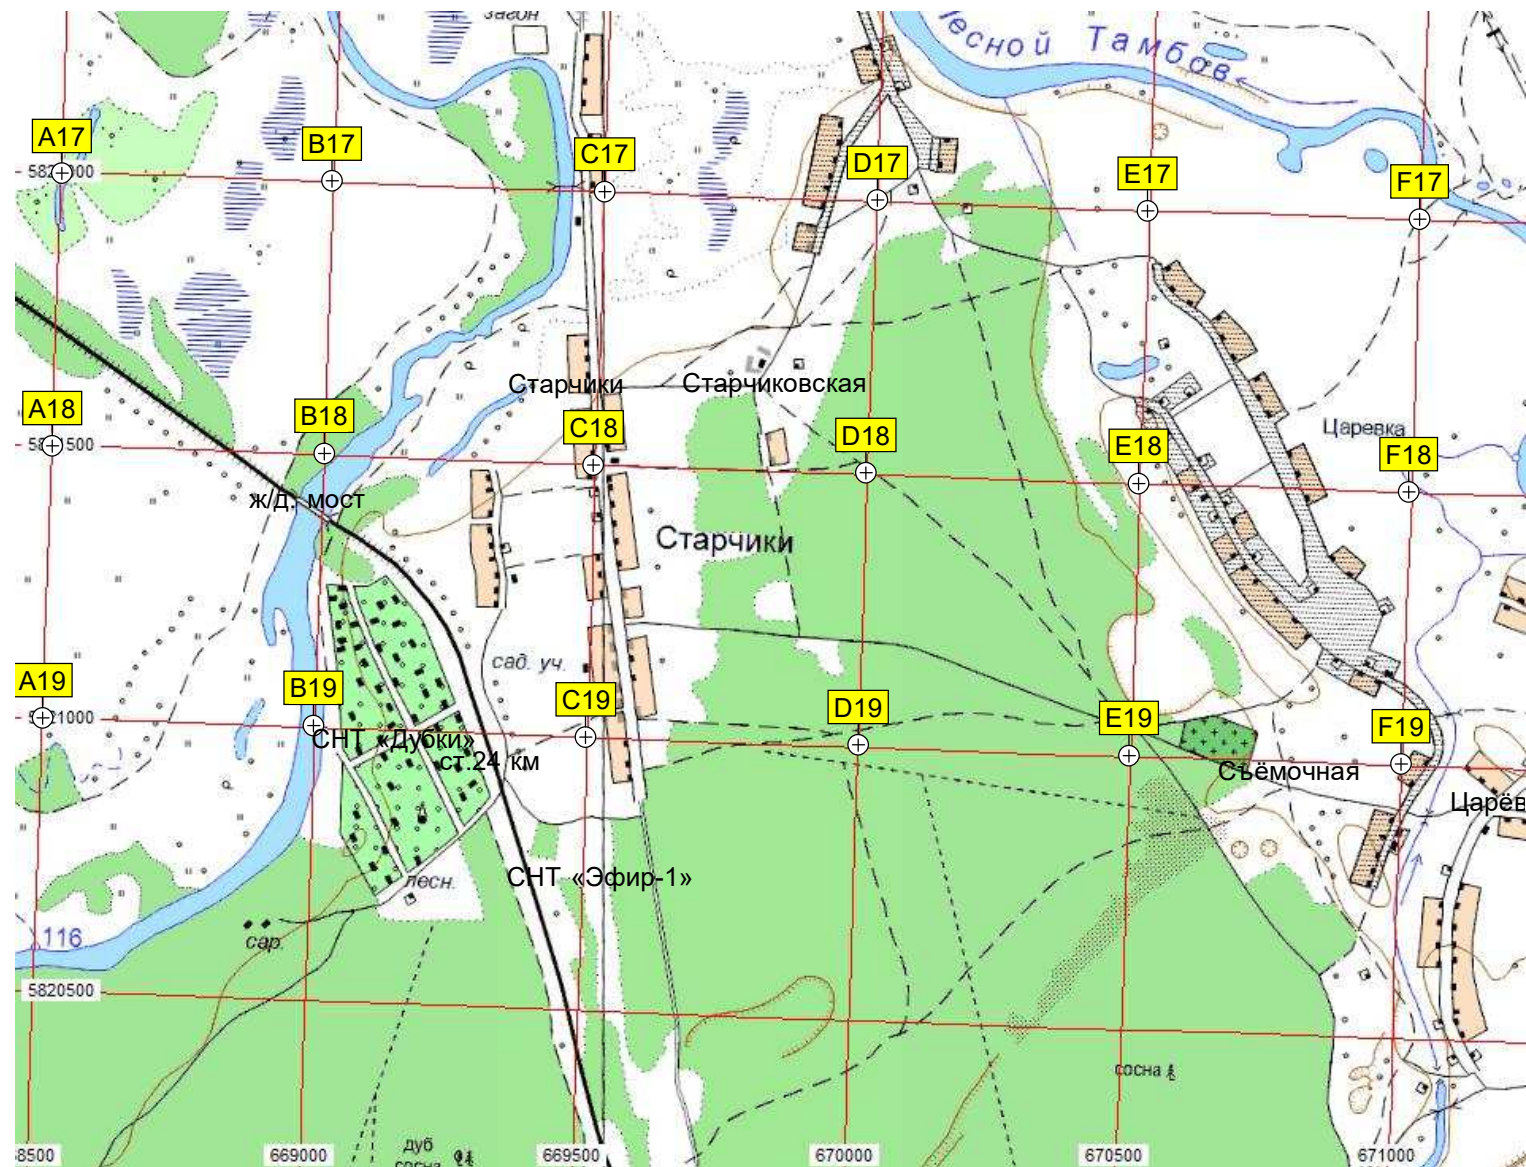 загон
Лесной Тамбов
A17
B17
C17
D17
E17
F17
Старчики
Старчиковская
A18
B18
C18
D18
E18
F18
Царевка
ж/д. мост
Старчики
сад. уч.
A19
B19
C19
D19
E19
F19
СНТ «Дубки»
ст.24 км
Съёмочная
Царёв
СНТ «Эфир-1»
лесн.
сар.
116
5820500
сосна
68500
669000
669500
670000
670500
671000
дуб
сосна